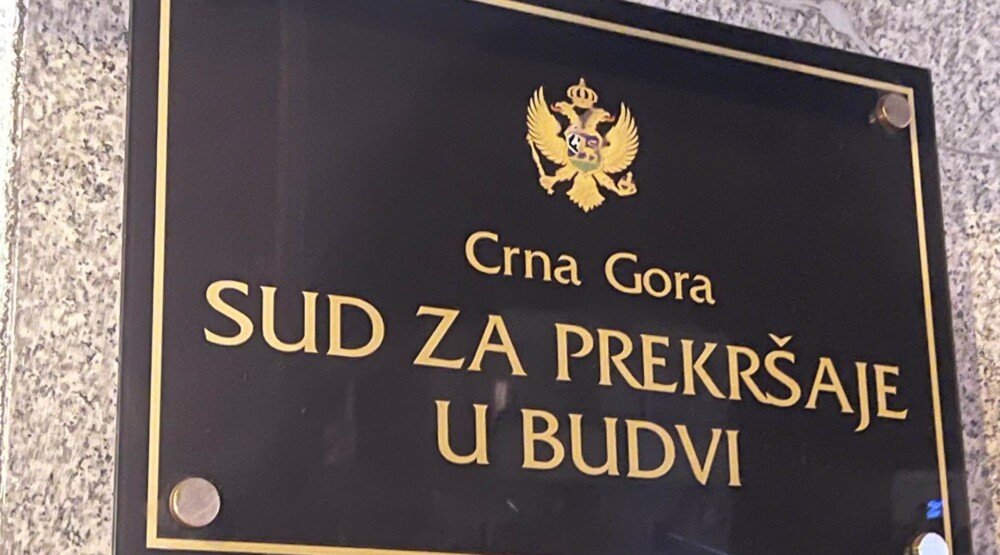 Crna Gora
SUD ZA PREKRŠAJE
U BUDVI